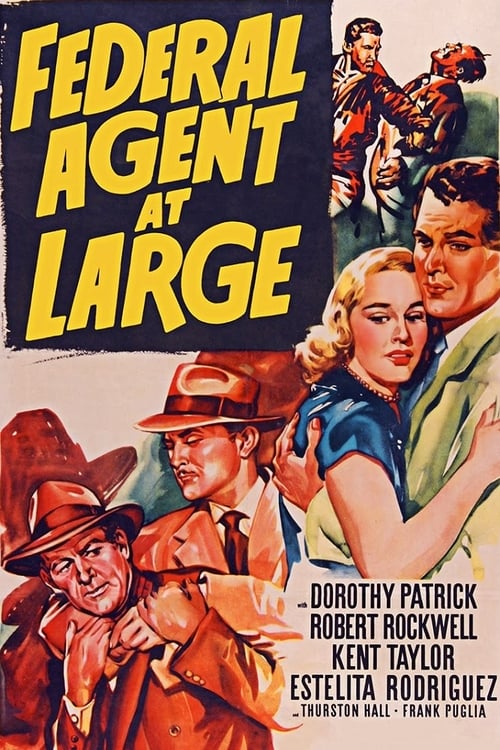 FEDERAL
AGENT
AT
LARGE
with DOROTHY PATRICK
ROBERT ROCKWELL
KENT TAYLOR
ESTELITA RODRIGUEZ
and THURSTON HALL · FRANK PUGLIA